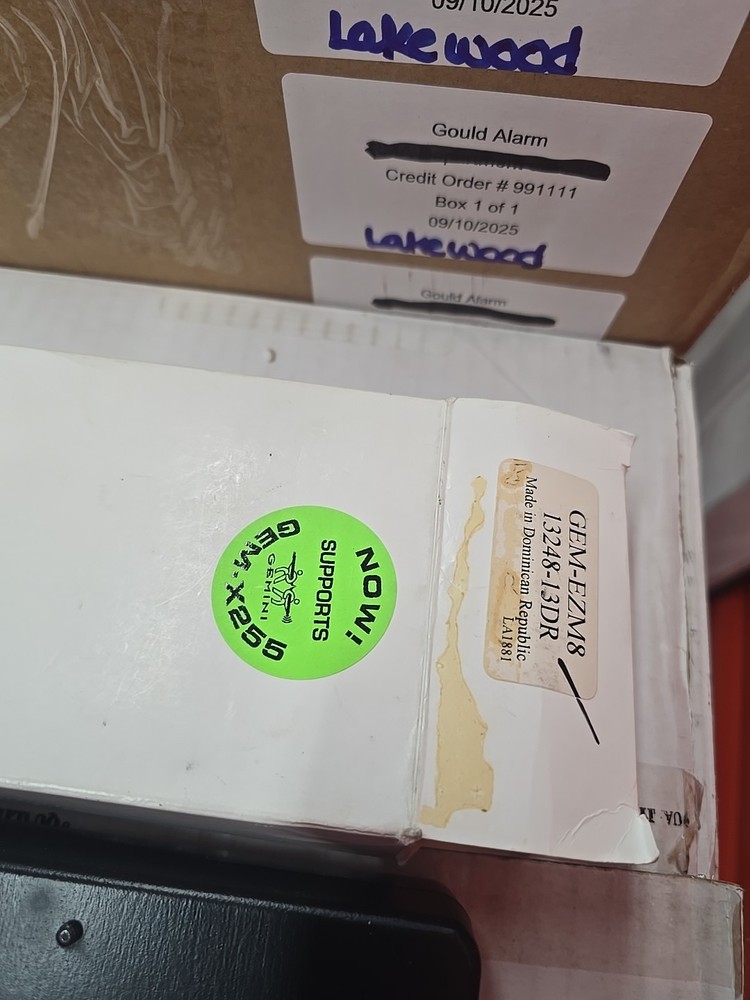 09/10/2025
Lakewood
Gould Alarm
Credit Order # 991111
Box 1 of 1
09/10/2025
Lakewood
Gould Alarm
NOW!
SUPPORTS
GEMINI
GEM-X255
GEM-EZM8
13248-13DR
Made in Dominican Republic
LA1881